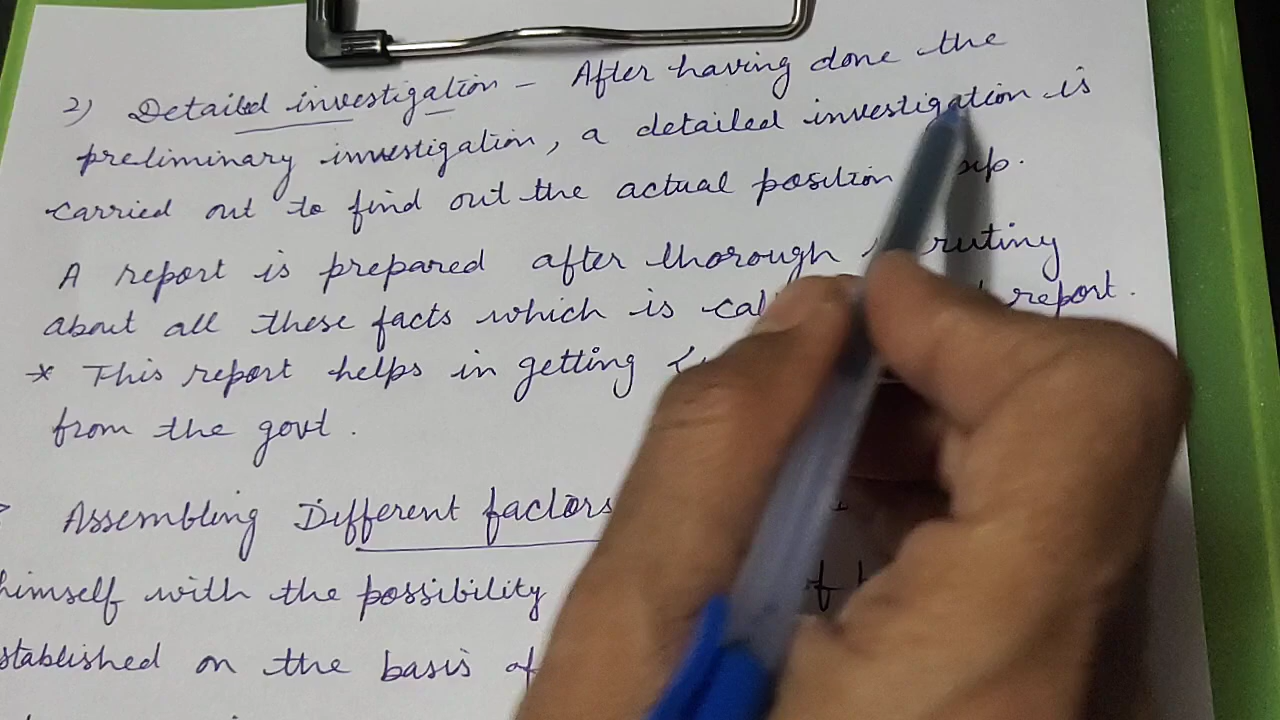 2) Detailed investigation - After having done the
preliminary investigation, a detailed investigation is
carried out to find out the actual position
A report is prepared after thorough
about all these facts which is report.
* This report helps in getting
from the govt.
Assembling Different factors
himself with the possibility of
on the basis of